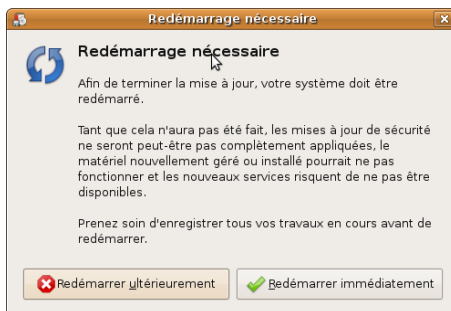 Redémarrage nécessaire
Redémarrage nécessaire
Afin de terminer la mise à jour, votre système doit être
redémarré.
Tant que cela n'aura pas été fait, les mises à jour de sécurité
ne seront peut-être pas complètement appliquées, le
matériel nouvellement géré ou installé pourrait ne pas
fonctionner et les nouveaux services risquent de ne pas être
disponibles.
Prenez soin d'enregistrer tous vos travaux en cours avant de
redémarrer.
Redémarrer ultérieurement
Redémarrer immédiatement